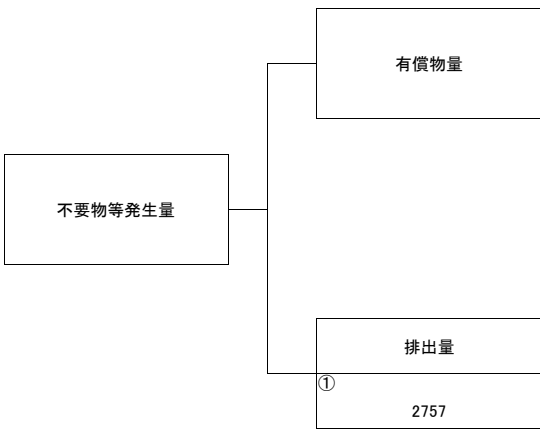 有償物量
不要物等発生量
排出量
①
2757